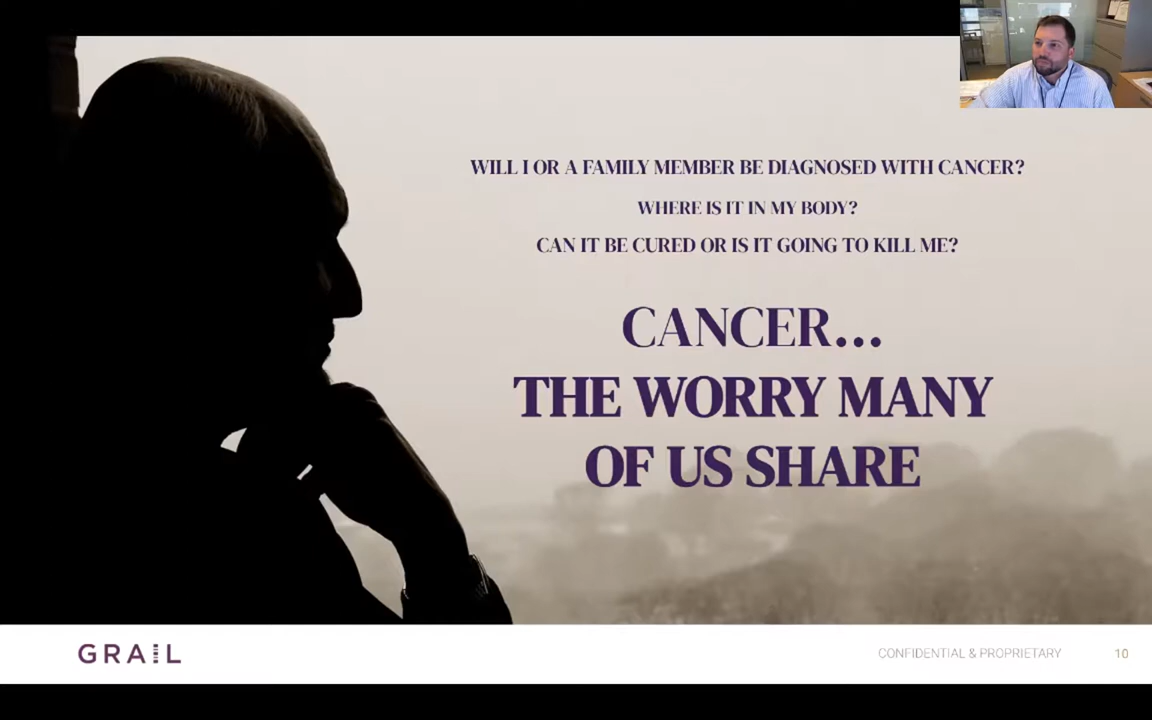 WILL I OR A FAMILY MEMBER BE DIAGNOSED WITH CANCER?
WHERE IS IT IN MY BODY?
CAN IT BE CURED OR IS IT GOING TO KILL ME?
CANCER...
THE WORRY MANY
OF US SHARE
GRAIL
CONFIDENTIAL & PROPRIETARY
10